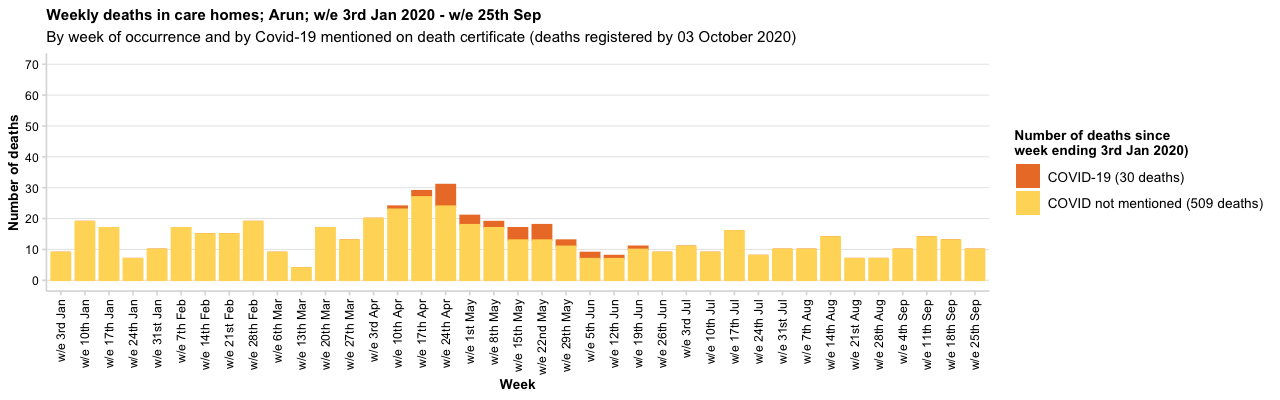 Weekly deaths in care homes; Arun; w/e 3rd Jan 2020 - w/e 25th Sep
By week of occurrence and by Covid-19 mentioned on death certificate (deaths registered by 03 October 2020)
Number of deaths
70
60
50
40
30
20
10
0
w/e 3rd Jan
w/e 10th Jan
w/e 17th Jan
w/e 24th Jan
w/e 31st Jan
w/e 7th Feb
w/e 14th Feb
w/e 21st Feb
w/e 28th Feb
w/e 6th Mar
w/e 13th Mar
w/e 20th Mar
w/e 27th Mar
w/e 3rd Apr
w/e 10th Apr
w/e 17th Apr
w/e 24th Apr
w/e 1st May
w/e 8th May
w/e 15th May
w/e 22nd May
w/e 29th May
w/e 5th Jun
w/e 12th Jun
w/e 19th Jun
w/e 26th Jun
w/e 3rd Jul
w/e 10th Jul
w/e 17th Jul
w/e 24th Jul
w/e 31st Jul
w/e 7th Aug
w/e 14th Aug
w/e 21st Aug
w/e 28th Aug
w/e 4th Sep
w/e 11th Sep
w/e 18th Sep
w/e 25th Sep
Week
Number of deaths since
week ending 3rd Jan 2020)
COVID-19 (30 deaths)
COVID not mentioned (509 deaths)